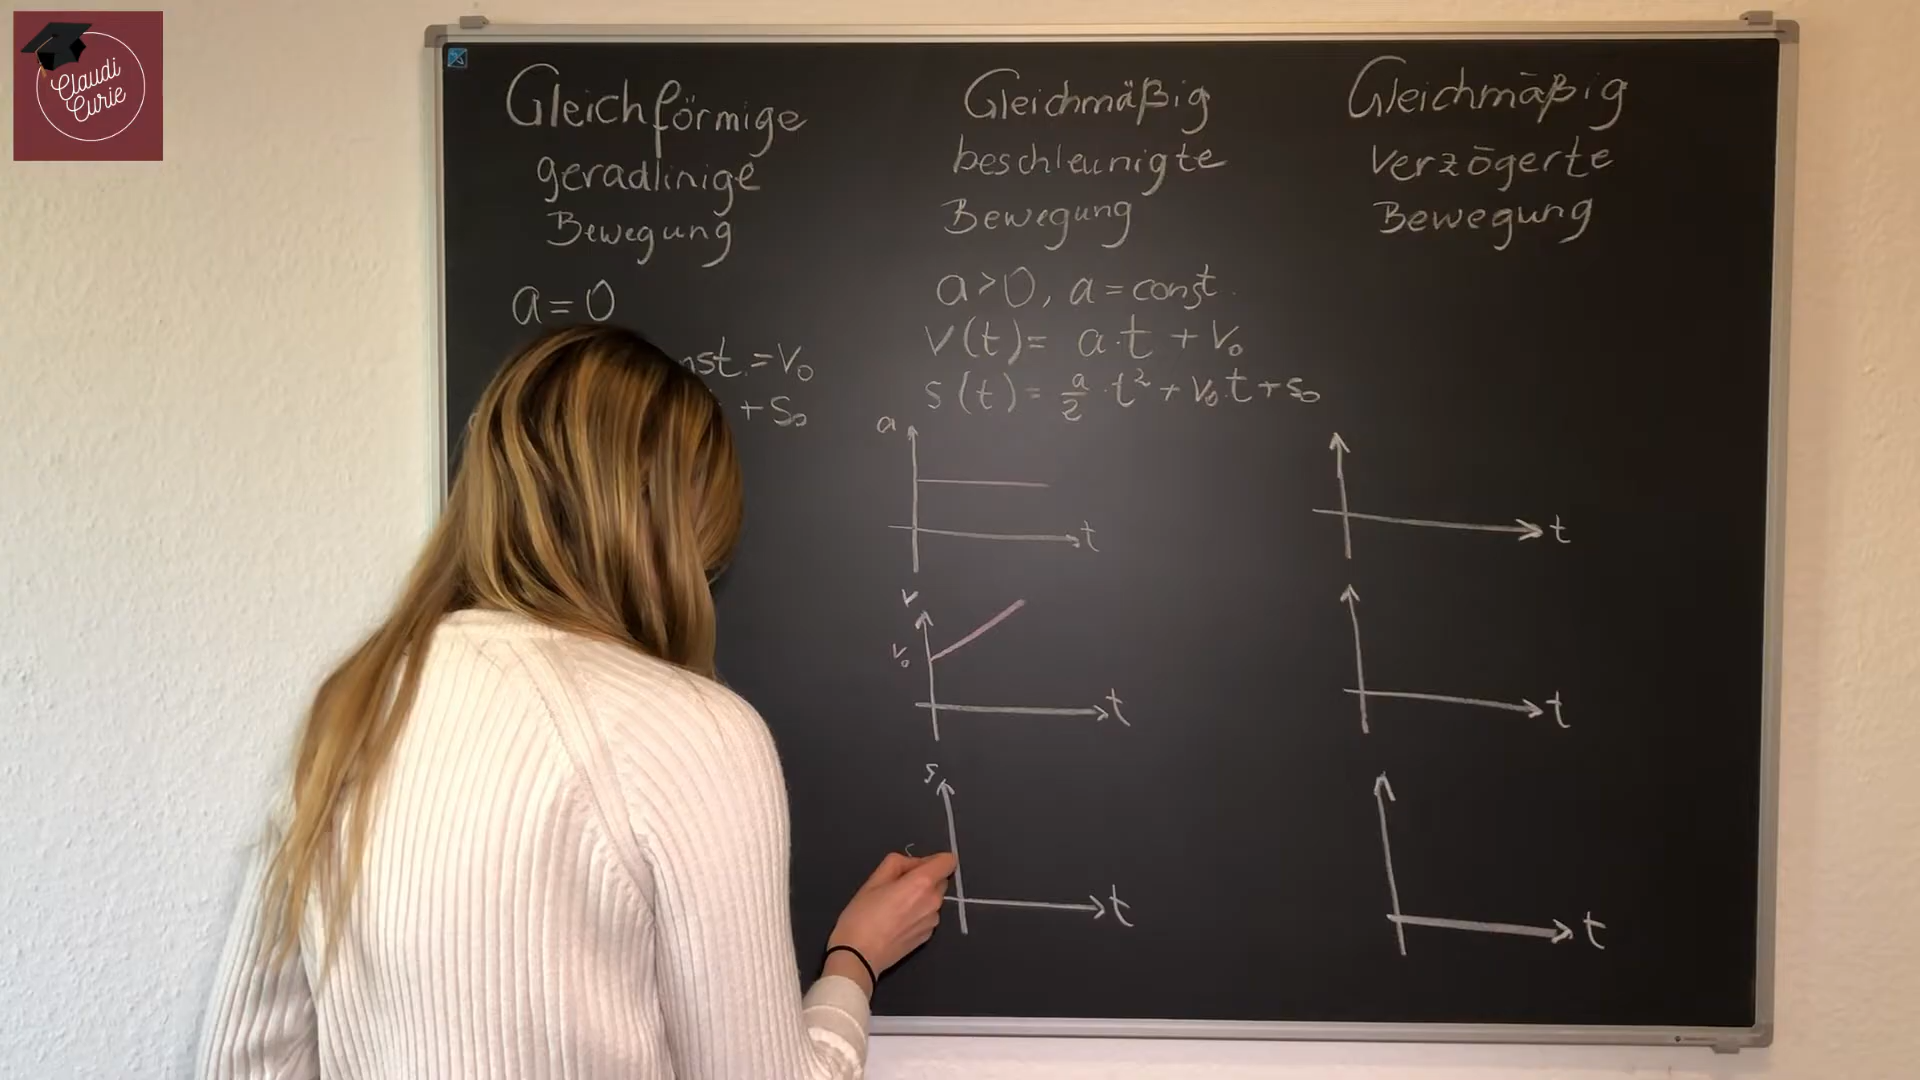 Claudi
Curie
Gleichförmige
geradlinige
Bewegung
a = 0
nst. = v₀
+ s₀
Gleichmäßig
beschleunigte
Bewegung
a > 0, a = const.
v(t) = a · t + v₀
s(t) = a/2 · t² + v₀ · t + s₀
a
t
v
v₀
t
s
s
t
Gleichmäßig
verzögerte
Bewegung
t
t
t